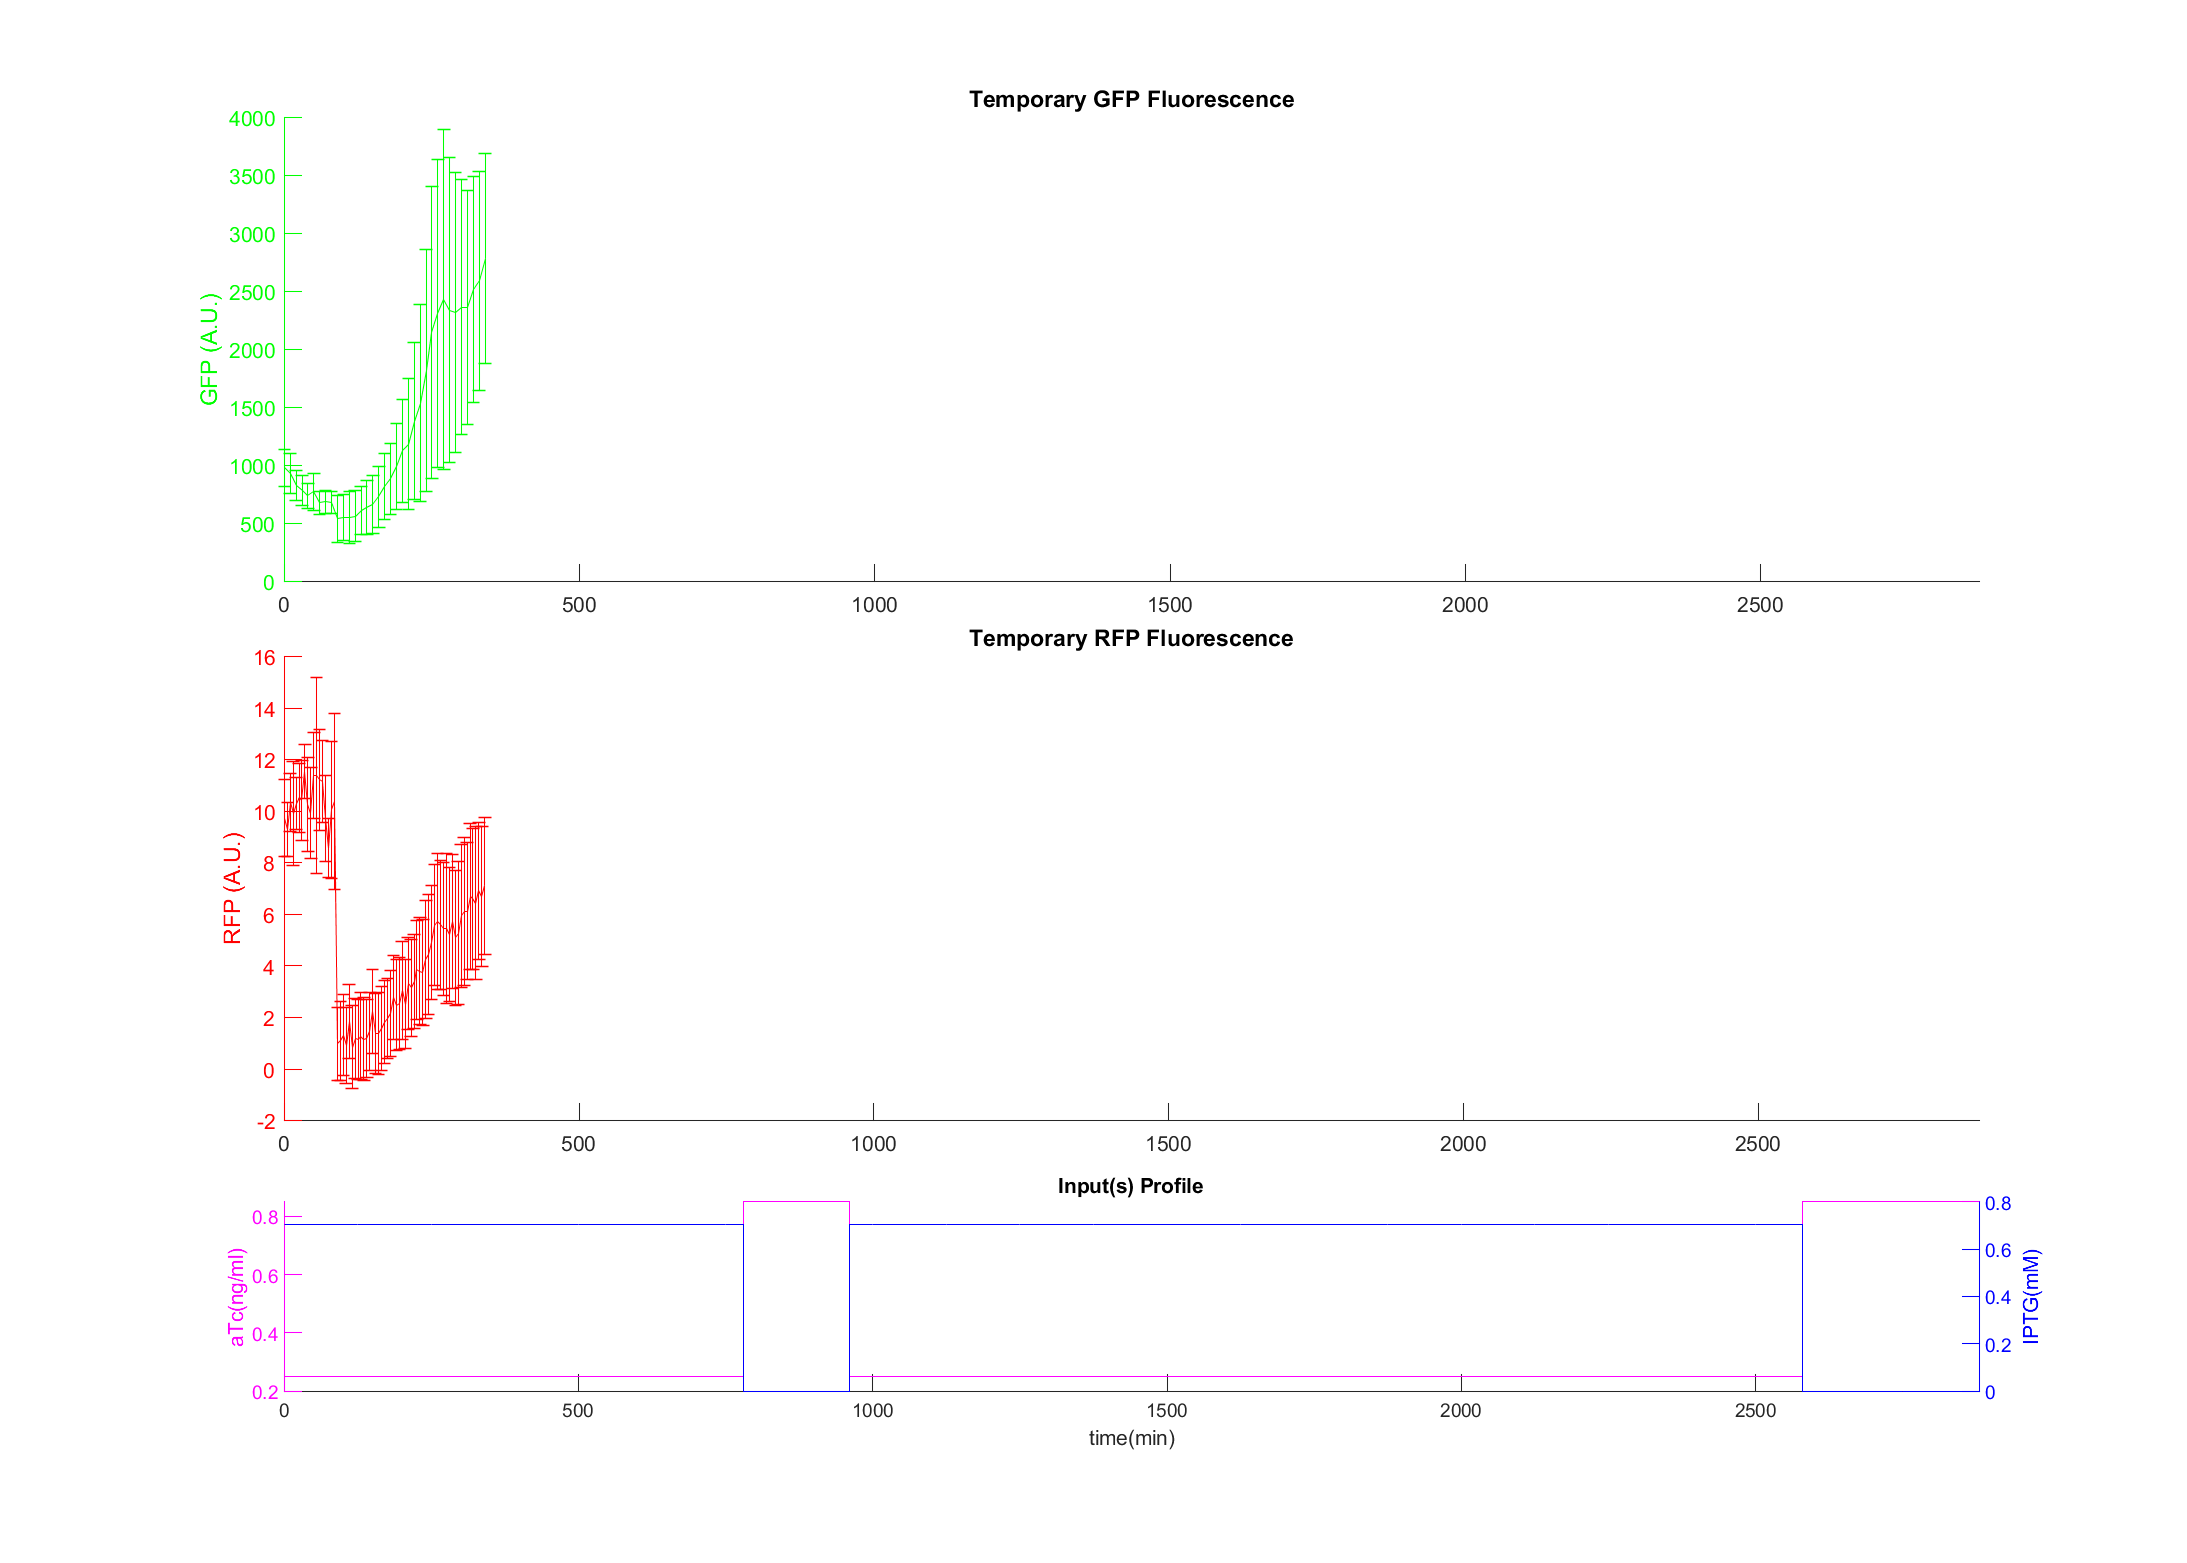 Temporary GFP Fluorescence
4000
3500
3000
2500
2000
1500
1000
500
0
GFP (A.U.)
0 500 1000 1500 2000 2500
Temporary RFP Fluorescence
16
14
12
10
8
6
4
2
0
-2
RFP (A.U.)
0 500 1000 1500 2000 2500
Input(s) Profile
0.8
0.6
0.4
0.2
aTc(ng/ml)
0.8
0.6
0.4
0.2
0
IPTG(mM)
0 500 1000 1500 2000 2500
time(min)